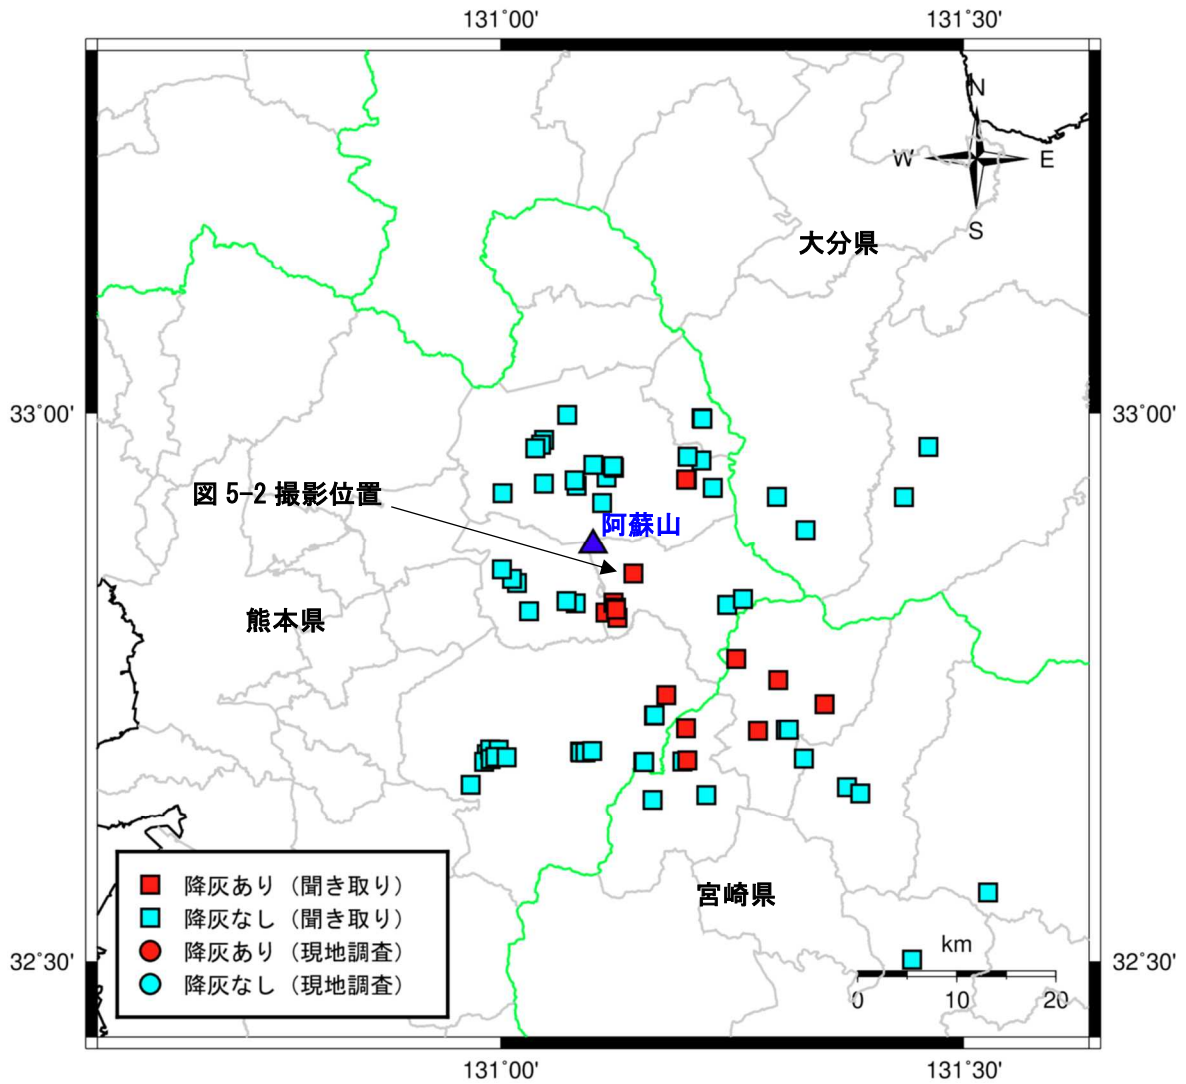 131°00'
131°30'
N
W
E
S
大分県
33°00'
33°00'
図 5-2 撮影位置
阿蘇山
熊本県
降灰あり（聞き取り）
降灰なし（聞き取り）
降灰あり（現地調査）
降灰なし（現地調査）
宮崎県
km
0
10
20
32°30'
32°30'
131°00'
131°30'